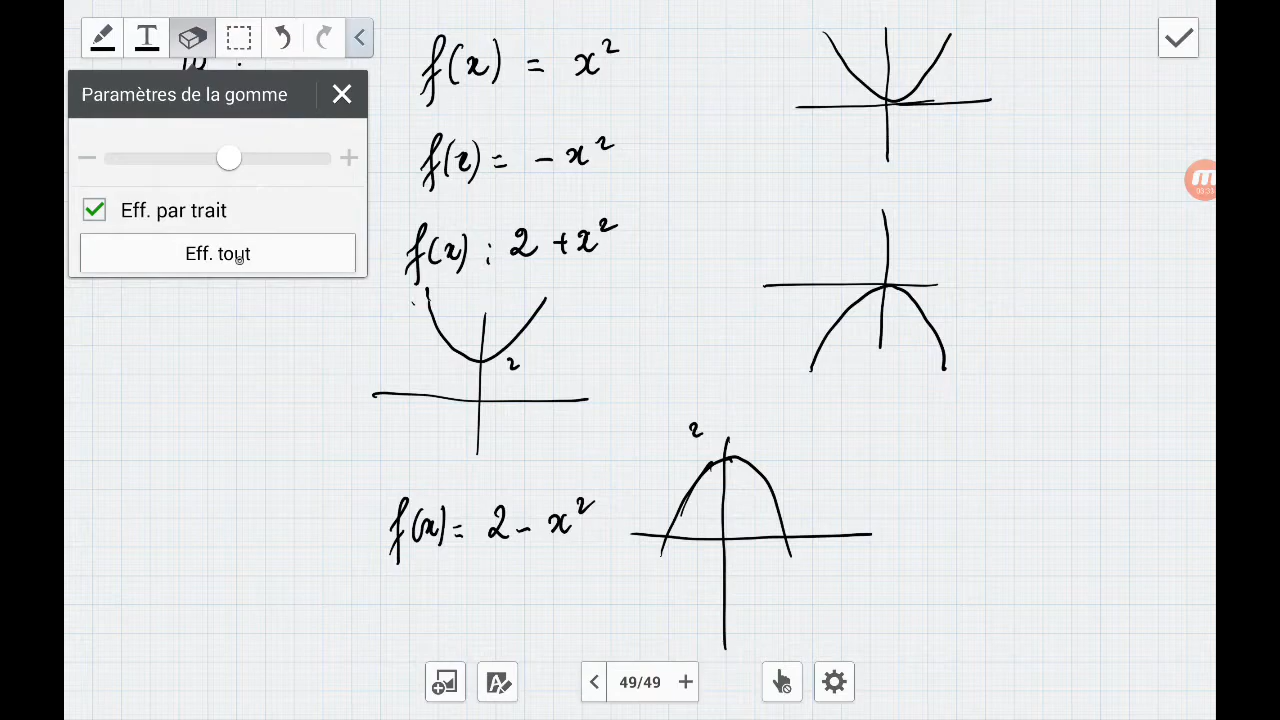 T
Paramètres de la gomme
Eff. par trait
Eff. tout
f(x) = x²
f(x) = - x²
f(x) : 2 + x²
2
2
f(x) = 2 - x²
49/49